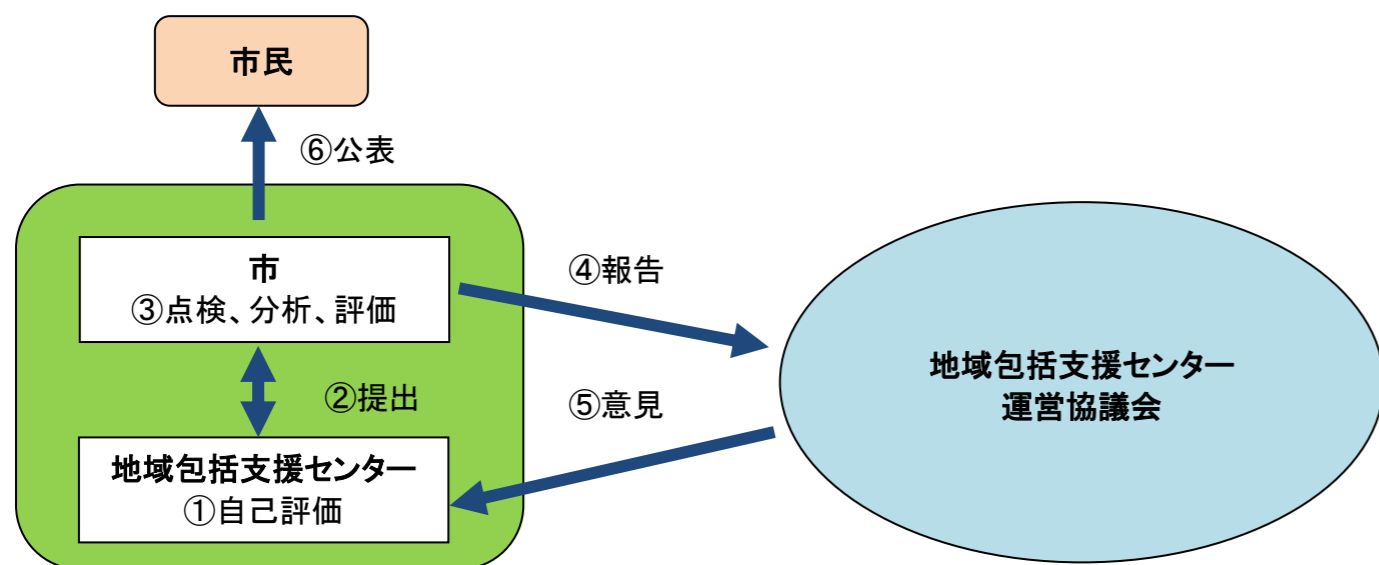 市民
⑥公表
市
③点検、分析、評価
④報告
②提出
⑤意見
地域包括支援センター
①自己評価
地域包括支援センター
運営協議会